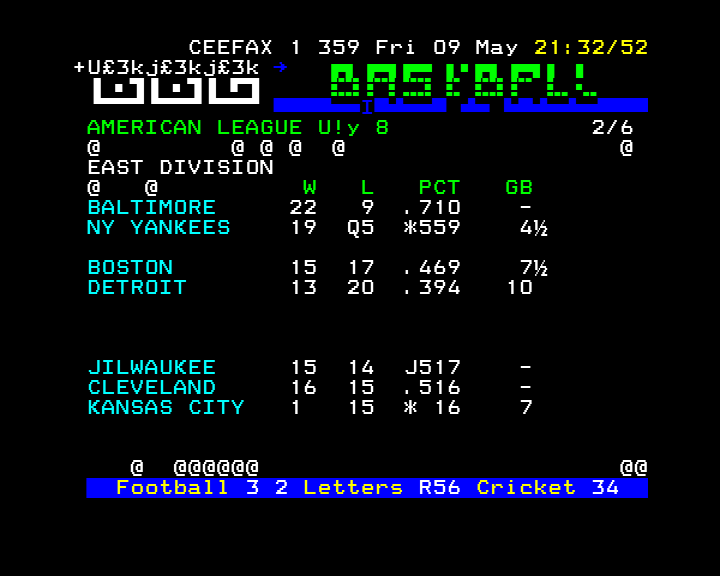 CEEFAX 1 359 Fri 09 May 21:32/52
+U£3kj£3kj£3k →
BASKBALL
I
AMERICAN LEAGUE U!y 8 2/6
@ @ @ @ @ @
EAST DIVISION
@ @ W L PCT GB
BALTIMORE 22 9 .710 -
NY YANKEES 19 Q5 *559 4½
BOSTON 15 17 .469 7½
DETROIT 13 20 .394 10
JILWAUKEE 15 14 J517 -
CLEVELAND 16 15 .516 -
KANSAS CITY 1 15 * 16 7
@ @@@@@@ @@
Football 3 2 Letters R56 Cricket 34